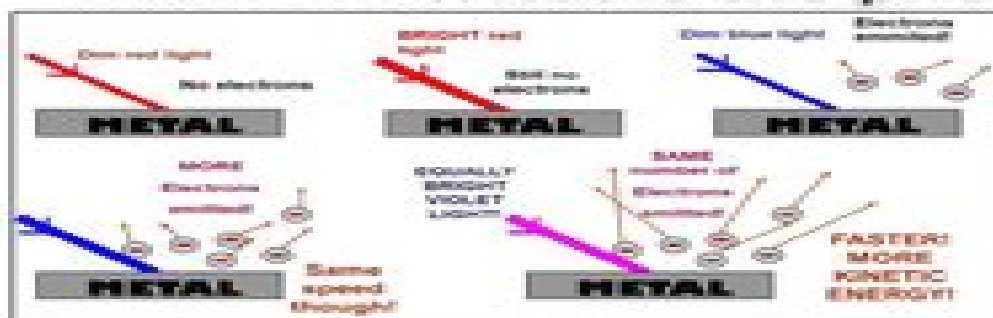 Dim red light
No electrons
METAL
BRIGHT red
light
Still no
electrons
METAL
Dim blue light
Electrons
emmitted!
METAL
MORE
Electrons
emitted!
METAL
Same
speed
though!
EQUALLY
BRIGHT
VIOLET
LIGHT
SAME
number of
Electrons
emitted!
METAL
FASTER!
MORE
KINETIC
ENERGY!